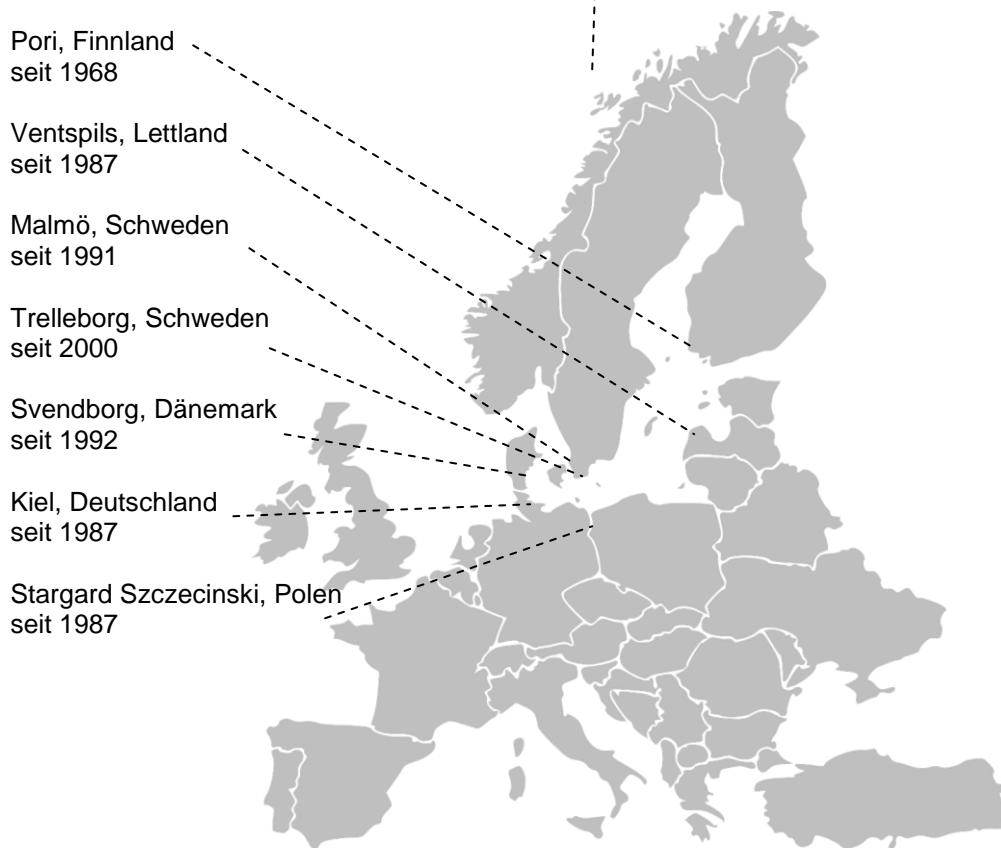 Pori, Finnland
seit 1968
Ventspils, Lettland
seit 1987
Malmö, Schweden
seit 1991
Trelleborg, Schweden
seit 2000
Svendborg, Dänemark
seit 1992
Kiel, Deutschland
seit 1987
Stargard Szczecinski, Polen
seit 1987